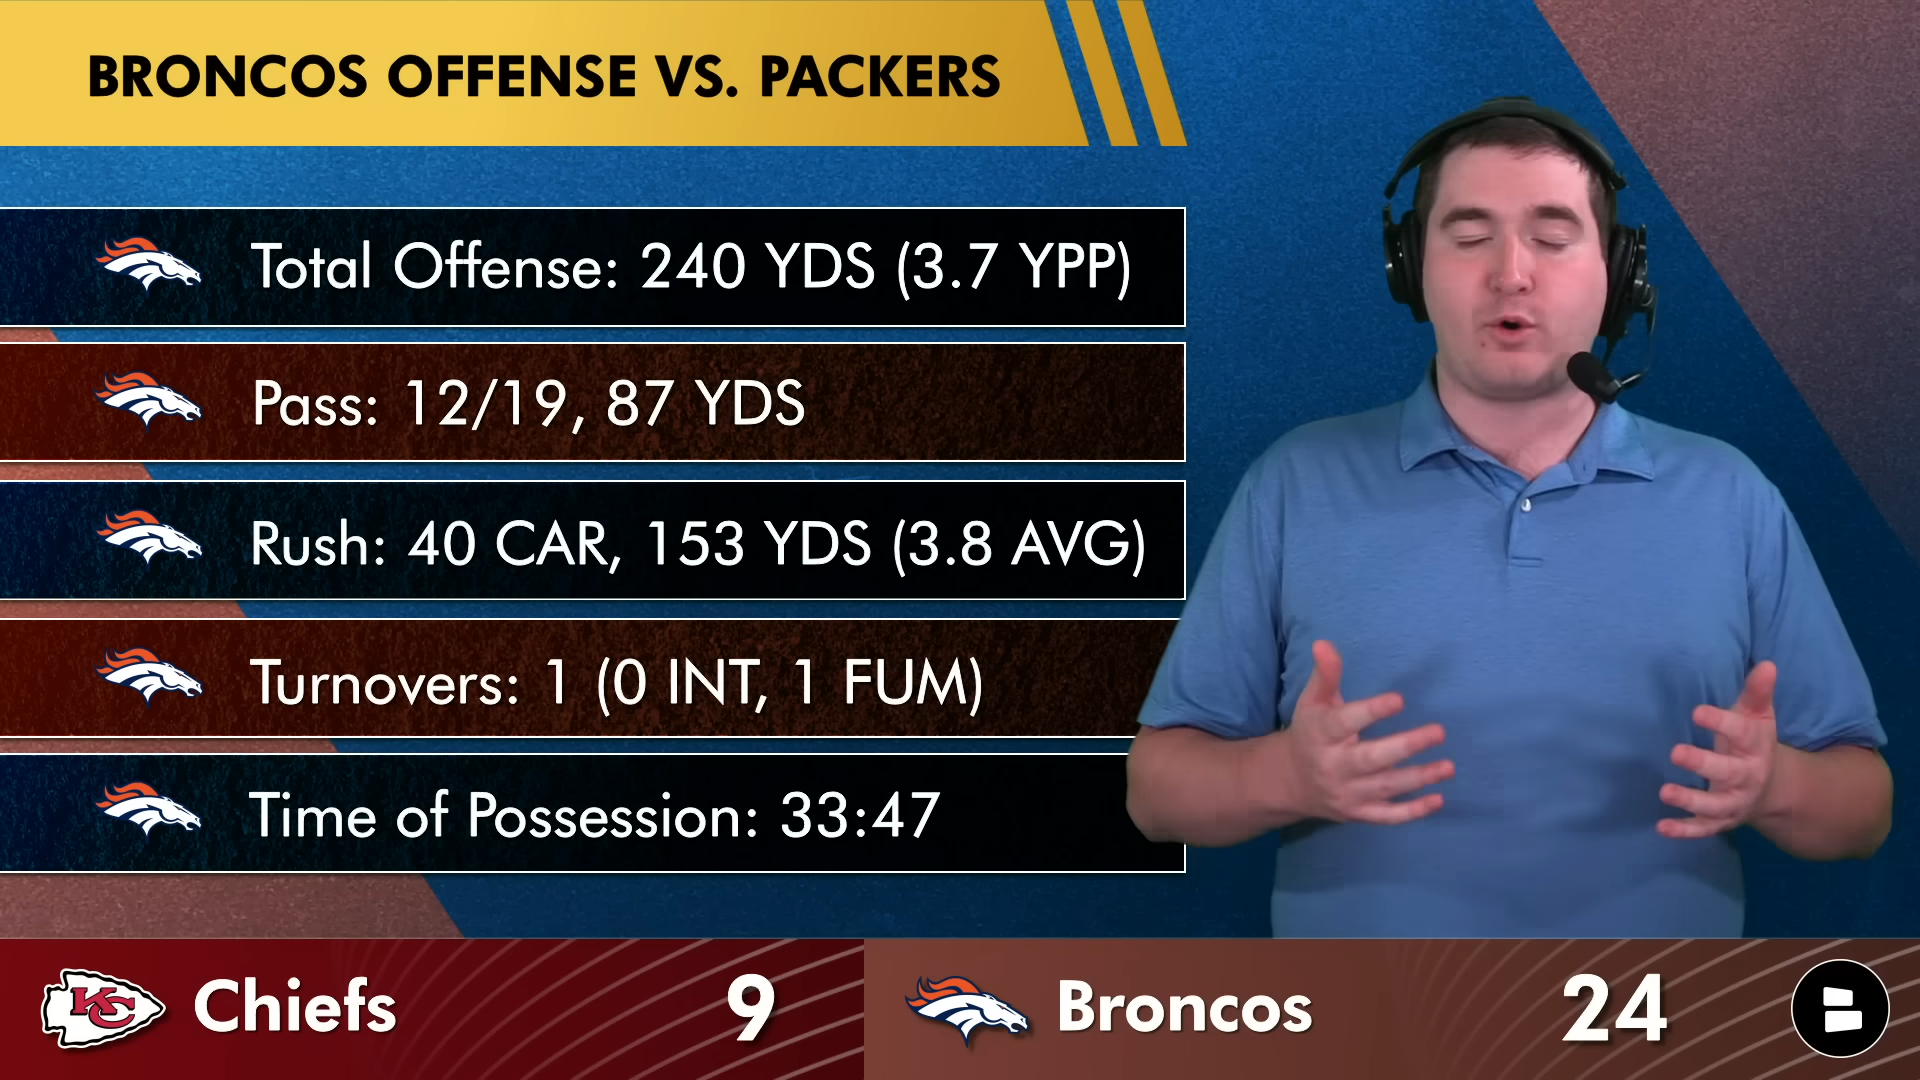 BRONCOS OFFENSE VS. PACKERS
Total Offense: 240 YDS (3.7 YPP)
Pass: 12/19, 87 YDS
Rush: 40 CAR, 153 YDS (3.8 AVG)
Turnovers: 1 (0 INT, 1 FUM)
Time of Possession: 33:47
KC Chiefs 9 Broncos 24